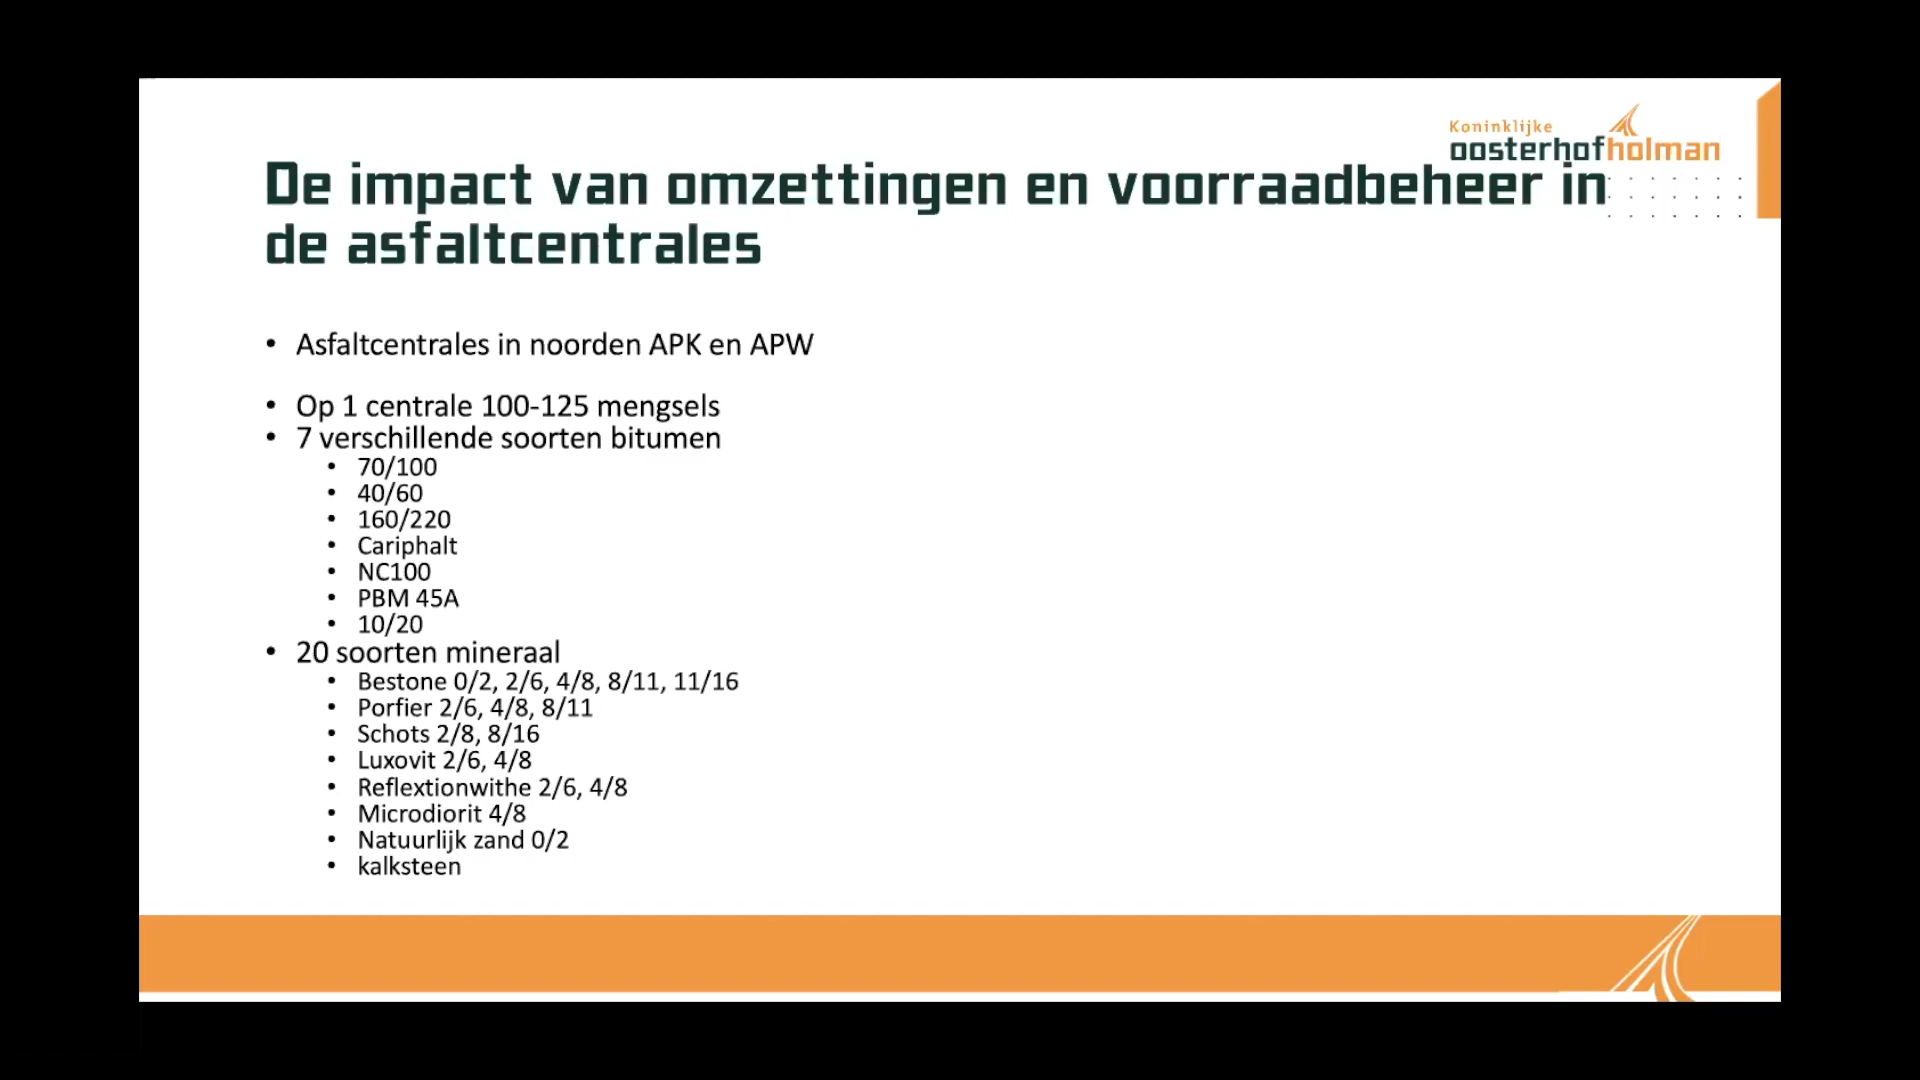 Koninklijke
oosterhofholman
De impact van omzettingen en voorraadbeheer in
de asfaltcentrales
• Asfaltcentrales in noorden APK en APW
• Op 1 centrale 100-125 mengsels
• 7 verschillende soorten bitumen
• 70/100
• 40/60
• 160/220
• Cariphalt
• NC100
• PBM 45A
• 10/20
• 20 soorten mineraal
• Bestone 0/2, 2/6, 4/8, 8/11, 11/16
• Porfier 2/6, 4/8, 8/11
• Schots 2/8, 8/16
• Luxovit 2/6, 4/8
• Reflextionwithe 2/6, 4/8
• Microdiorit 4/8
• Natuurlijk zand 0/2
• kalksteen